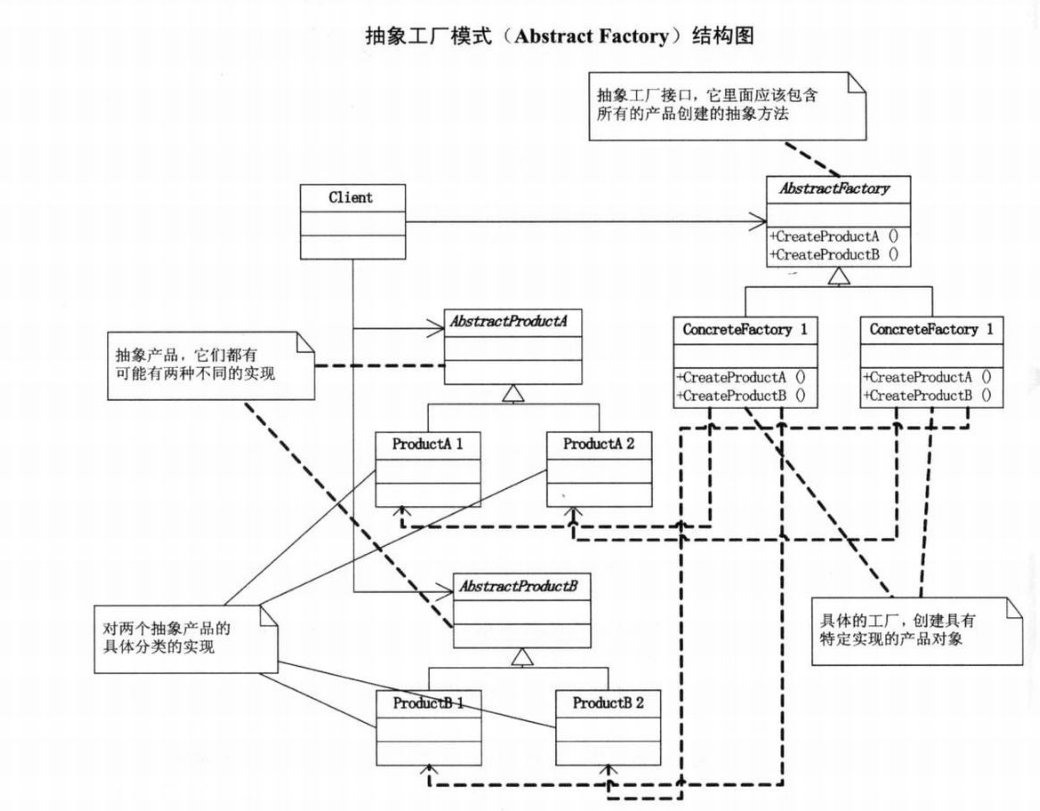 抽象工厂模式（Abstract Factory）结构图
抽象工厂接口，它里面应该包含
所有的产品创建的抽象方法
Client
AbstractFactory
+CreateProductA ()
+CreateProductB ()
AbstractProductA
ConcreteFactory 1
+CreateProductA ()
+CreateProductB ()
ConcreteFactory 1
+CreateProductA ()
+CreateProductB ()
抽象产品，它们都有
可能有两种不同的实现
ProductA 1
ProductA 2
AbstractProductB
对两个抽象产品的
具体分类的实现
具体的工厂，创建具有
特定实现的产品对象
ProductB 1
ProductB 2